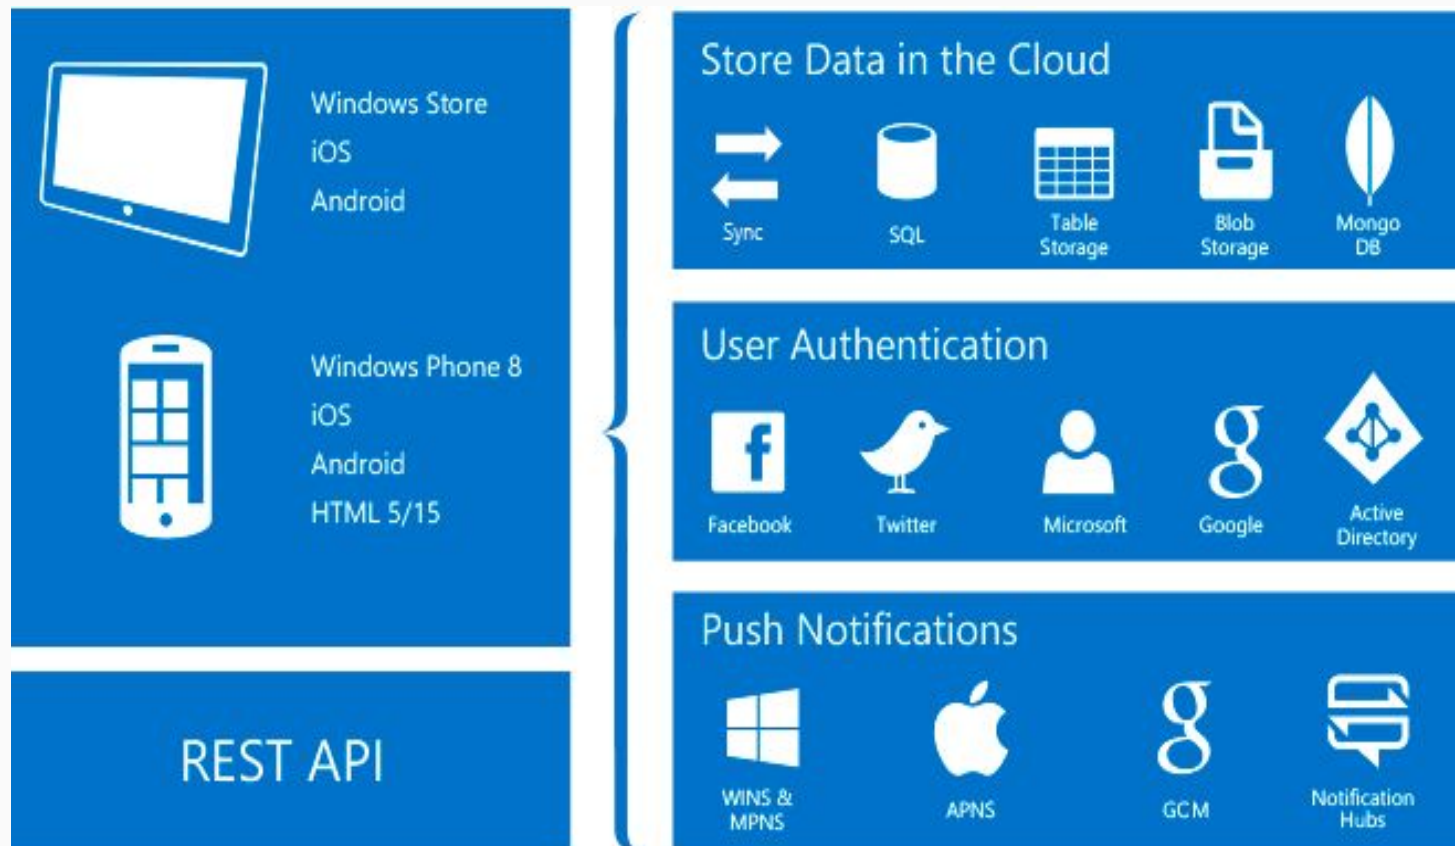 Windows Store
iOS
Android
Windows Phone 8
iOS
Android
HTML 5/15
REST API
Store Data in the Cloud
Sync
SQL
Table
Storage
Blob
Storage
Mongo
DB
User Authentication
Facebook
Twitter
Microsoft
Google
Active
Directory
Push Notifications
WINS &
MPNS
APNS
GCM
Notification
Hubs